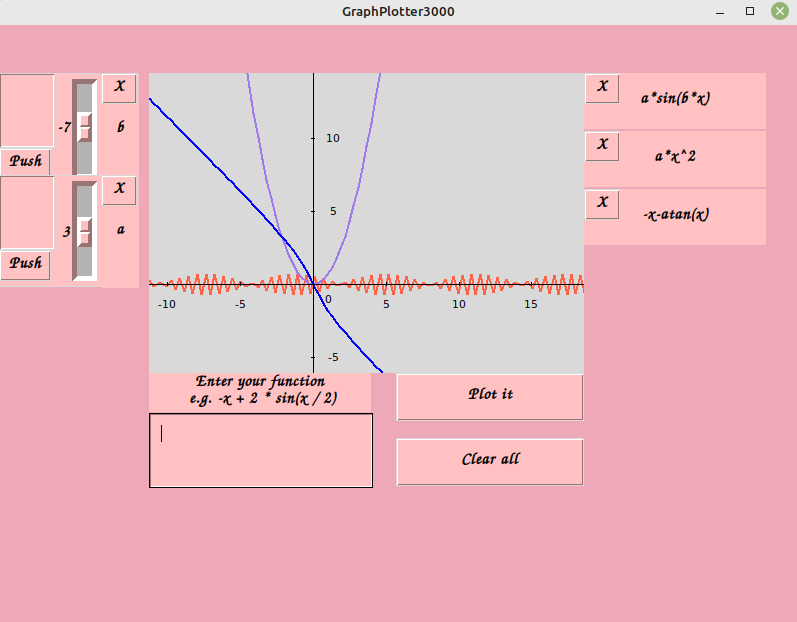 GraphPlotter3000
X
-7
b
Push
X
3
a
Push
10
5
-10
-5
0
5
10
15
-5
X
a*sin(b*x)
X
a*x^2
X
-x-atan(x)
Enter your function
e.g. -x + 2 * sin(x / 2)
Plot it
Clear all